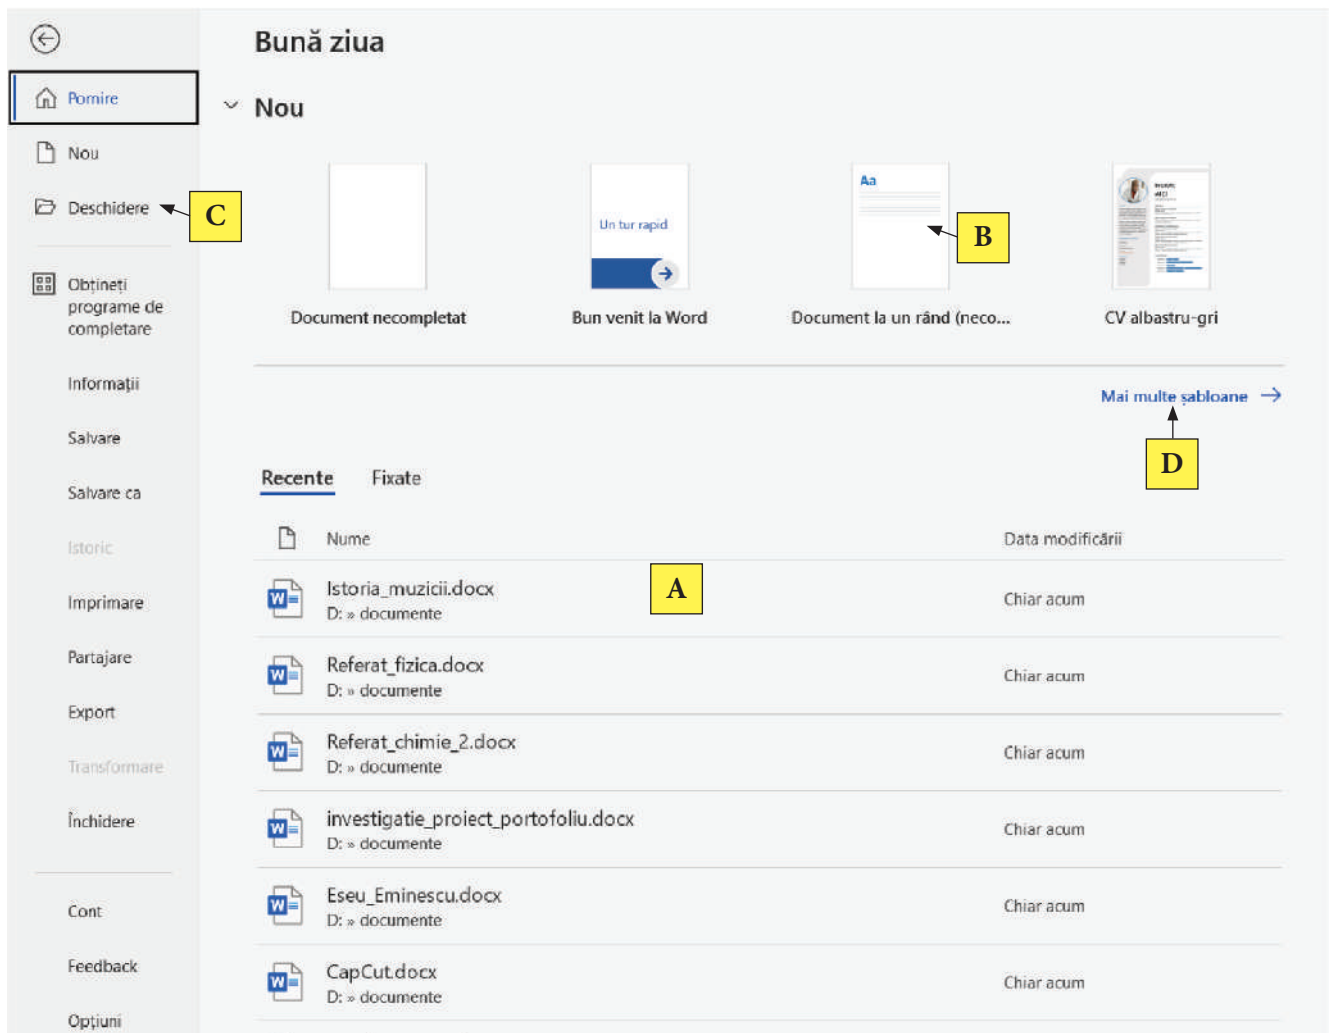 Bună ziua
Pornire
Nou
Deschidere
C
Obțineți
programe de
completare
Informații
Salvare
Salvare ca
Istoric
Imprimare
Partajare
Export
Transformare
Închidere
Cont
Feedback
Opțiuni
Nou
Un tur rapid
Aa
B
Document necompletat
Bun venit la Word
Document la un rând (neco...
CV albastru-gri
Mai multe șabloane
D
Recente Fixate
Nume Data modificării
A
Istoria_muzicii.docx
D: » documente
Chiar acum
Referat_fizica.docx
D: » documente
Chiar acum
Referat_chimie_2.docx
D: » documente
Chiar acum
investigatie_proiect_portofoliu.docx
D: » documente
Chiar acum
Eseu_Eminescu.docx
D: » documente
Chiar acum
CapCut.docx
D: » documente
Chiar acum